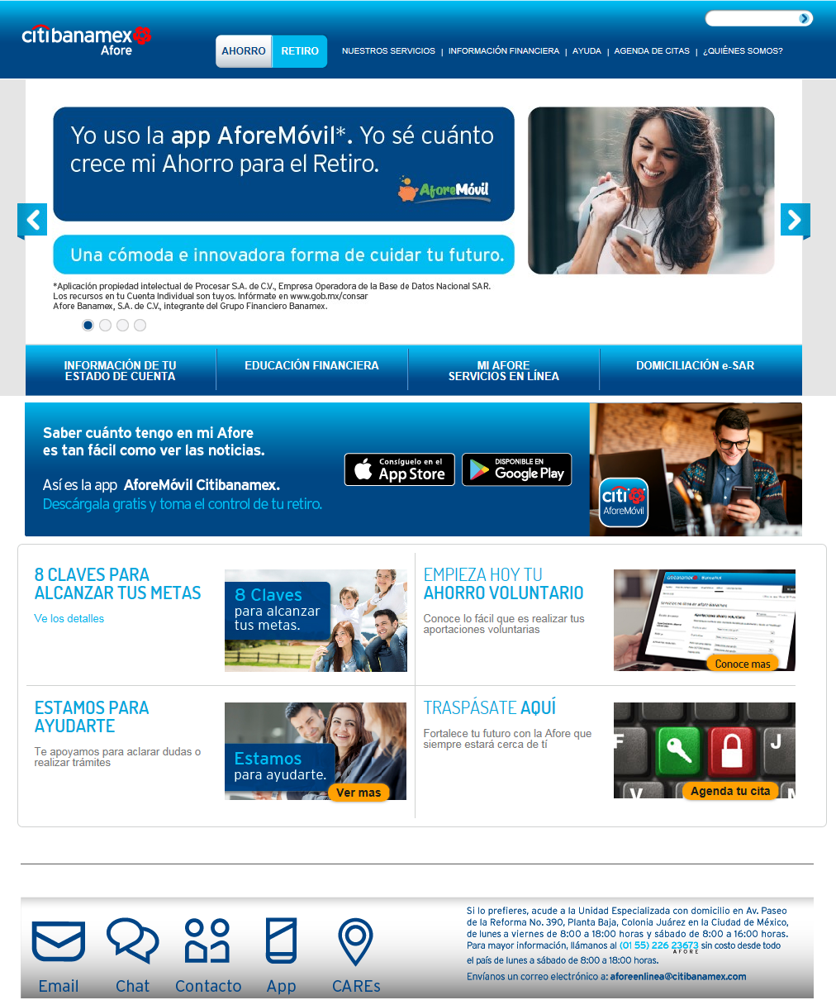 citibanamex
Afore
AHORRO
RETIRO
NUESTROS SERVICIOS | INFORMACIÓN FINANCIERA | AYUDA | AGENDA DE CITAS | ¿QUIÉNES SOMOS?
Yo uso la app AforeMóvil*. Yo sé cuánto
crece mi Ahorro para el Retiro.
AforeMóvil
Una cómoda e innovadora forma de cuidar tu futuro.
*Aplicación propiedad intelectual de Procesar S.A. de C.V., Empresa Operadora de la Base de Datos Nacional SAR.
Los recursos en tu Cuenta Individual son tuyos. Infórmate en www.gob.mx/consar
Afore Banamex, S.A. de C.V., integrante del Grupo Financiero Banamex.
INFORMACIÓN DE TU
ESTADO DE CUENTA
EDUCACIÓN FINANCIERA
MI AFORE
SERVICIOS EN LÍNEA
DOMICILIACIÓN e-SAR
Saber cuánto tengo en mi Afore
es tan fácil como ver las noticias.
Así es la app AforeMóvil Citibanamex.
Descárgala gratis y toma el control de tu retiro.
Consíguelo en el
App Store
DISPONIBLE EN
Google Play
citi
AforeMóvil
8 CLAVES PARA
ALCANZAR TUS METAS
Ve los detalles
8 Claves
para alcanzar
tus metas.
EMPIEZA HOY TU
AHORRO VOLUNTARIO
Conoce lo fácil que es realizar tus
aportaciones voluntarias
citibanamex
Aportaciones ahorro voluntario
Conoce mas
ESTAMOS PARA
AYUDARTE
Te apoyamos para aclarar dudas o
realizar trámites
Estamos
para ayudarte.
Ver mas
TRASPÁSATE AQUÍ
Fortalece tu futuro con la Afore que
siempre estará cerca de tí
F
J
V
Agenda tu cita
Email
Chat
Contacto
App
CAREs
Si lo prefieres, acude a la Unidad Especializada con domicilio en Av. Paseo
de la Reforma No. 390, Planta Baja, Colonia Juárez en la Ciudad de México,
de lunes a viernes de 8:00 a 18:00 horas y sábado de 8:00 a 16:00 horas.
Para mayor información, llámanos al (01 55) 226 23673 sin costo desde todo
AFORE
el país de lunes a sábado de 8:00 a 18:00 horas.
Envíanos un correo electrónico a: aforeenlinea@citibanamex.com